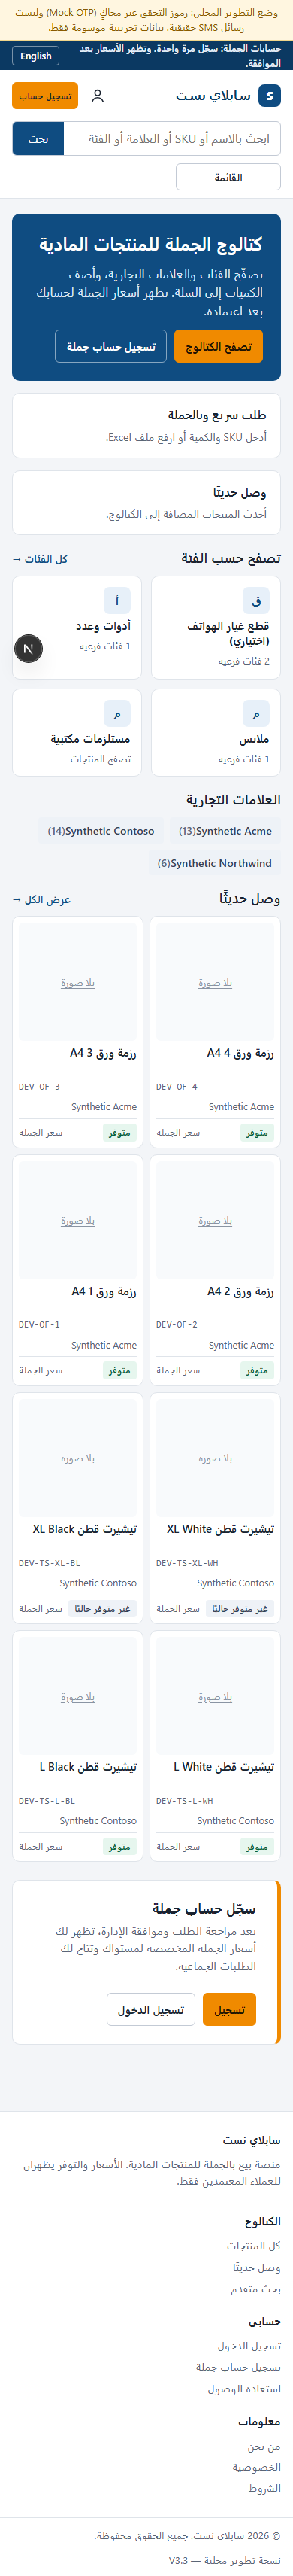 وضع التطوير المحلي: رموز التحقق عبر محاكٍ (Mock OTP) وليست
رسائل SMS حقيقية. بيانات تجريبية موسومة فقط.
حسابات الجملة: سجّل مرة واحدة، وتظهر الأسعار بعد
الموافقة.
English
S
سابلاي نست
تسجيل حساب
ابحث بالاسم أو SKU أو العلامة أو الفئة
بحث
القائمة
كتالوج الجملة للمنتجات المادية
تصفّح الفئات والعلامات التجارية، وأضف
الكميات إلى السلة. تظهر أسعار الجملة لحسابك
بعد اعتماده.
تصفح الكتالوج
تسجيل حساب جملة
طلب سريع وبالجملة
أدخل SKU والكمية أو ارفع ملف Excel.
وصل حديثًا
أحدث المنتجات المضافة إلى الكتالوج.
تصفح حسب الفئة
كل الفئات →
ق
قطع غيار الهواتف
(اختياري)
2 فئات فرعية
أ
أدوات وعدد
1 فئات فرعية
N
م
ملابس
1 فئات فرعية
م
مستلزمات مكتبية
تصفح المنتجات
العلامات التجارية
Synthetic Acme(13)
Synthetic Contoso(14)
Synthetic Northwind(6)
وصل حديثًا
عرض الكل →
بلا صورة
رزمة ورق A4 4
DEV-OF-4
Synthetic Acme
متوفر
سعر الجملة
بلا صورة
رزمة ورق A4 3
DEV-OF-3
Synthetic Acme
متوفر
سعر الجملة
بلا صورة
رزمة ورق A4 2
DEV-OF-2
Synthetic Acme
متوفر
سعر الجملة
بلا صورة
رزمة ورق A4 1
DEV-OF-1
Synthetic Acme
متوفر
سعر الجملة
بلا صورة
تيشيرت قطن XL White
DEV-TS-XL-WH
Synthetic Contoso
غير متوفر حاليًا
سعر الجملة
بلا صورة
تيشيرت قطن XL Black
DEV-TS-XL-BL
Synthetic Contoso
غير متوفر حاليًا
سعر الجملة
بلا صورة
تيشيرت قطن L White
DEV-TS-L-WH
Synthetic Contoso
متوفر
سعر الجملة
بلا صورة
تيشيرت قطن L Black
DEV-TS-L-BL
Synthetic Contoso
متوفر
سعر الجملة
سجّل حساب جملة
بعد مراجعة الطلب وموافقة الإدارة، تظهر لك
أسعار الجملة المخصصة لمستواك وتتاح لك
الطلبات الجماعية.
تسجيل
تسجيل الدخول
سابلاي نست
منصة بيع بالجملة للمنتجات المادية. الأسعار والتوفر يظهران
للعملاء المعتمدين فقط.
الكتالوج
كل المنتجات
وصل حديثًا
بحث متقدم
حسابي
تسجيل الدخول
تسجيل حساب جملة
استعادة الوصول
معلومات
من نحن
الخصوصية
الشروط
© 2026 سابلاي نست. جميع الحقوق محفوظة.
نسخة تطوير محلية — V3.3